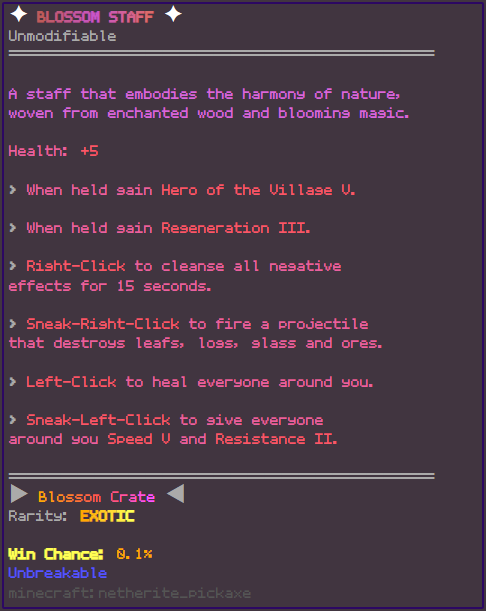 ✦ BLOSSOM STAFF ✦
Unmodifiable
A staff that embodies the harmony of nature,
woven from enchanted wood and blooming magic.
Health: +5
> When held gain Hero of the Village V.
> When held gain Regeneration III.
> Right-Click to cleanse all negative
effects for 15 seconds.
> Sneak-Right-Click to fire a projectile
that destroys leafs, logs, glass and ores.
> Left-Click to heal everyone around you.
> Sneak-Left-Click to give everyone
around you Speed V and Resistance II.
▶ Blossom Crate ◀
Rarity: EXOTIC
Win Chance: 0.1%
Unbreakable
minecraft:netherite_pickaxe